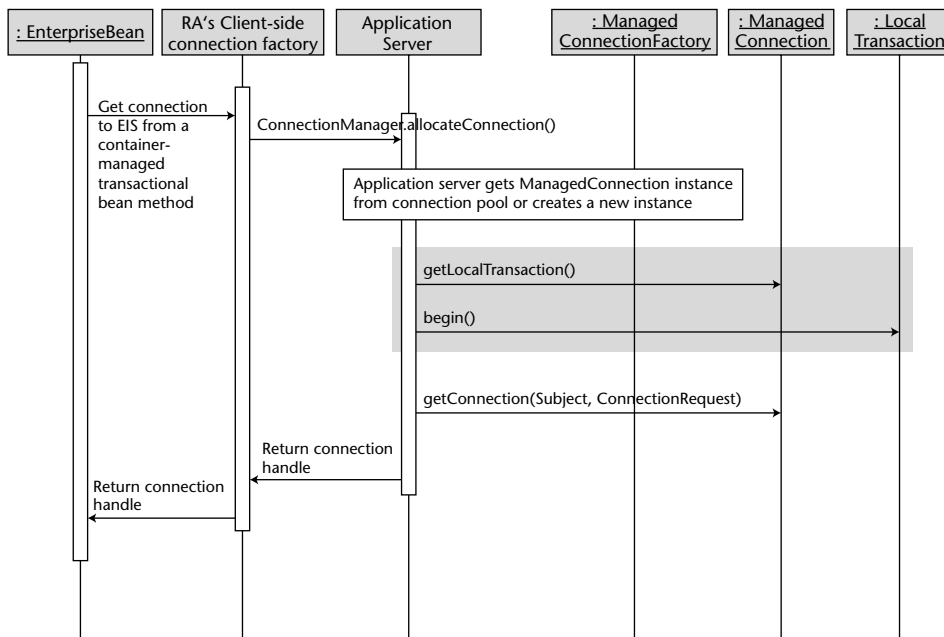 : EnterpriseBean
RA's Client-side
connection factory
Application
Server
: Managed
ConnectionFactory
: Managed
Connection
: Local
Transaction
Get connection
to EIS from a
container-
managed
transactional
bean method
ConnectionManager.allocateConnection()
Application server gets ManagedConnection instance
from connection pool or creates a new instance
getLocalTransaction()
begin()
getConnection(Subject, ConnectionRequest)
Return connection
handle
Return connection
handle